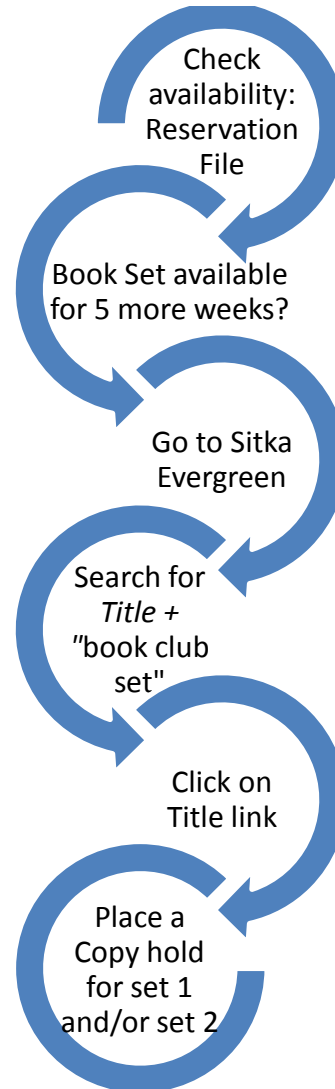 Check
availability:
Reservation
File
Book Set available
for 5 more weeks?
Go to Sitka
Evergreen
Search for
Title +
"book club
set"
Click on
Title link
Place a
Copy hold
for set 1
and/or set 2